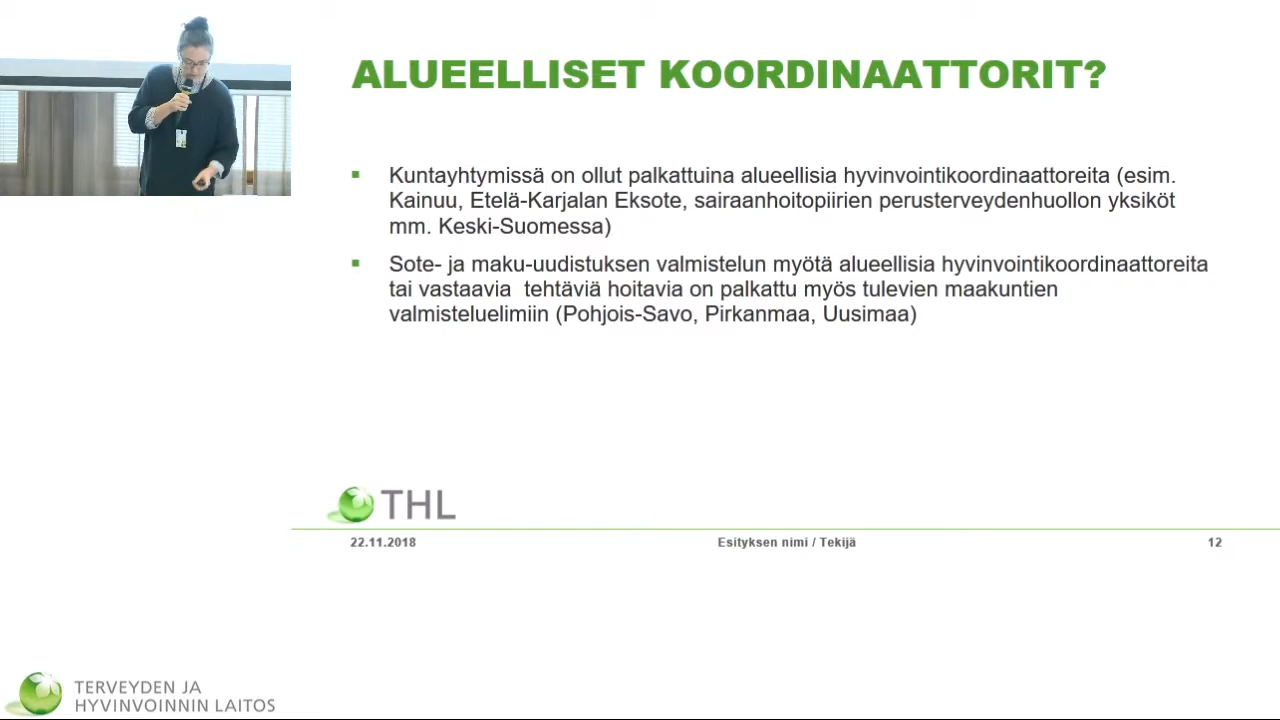 ALUEELLISET KOORDINAATTORIT?
Kuntayhtymissä on ollut palkattuina alueellisia hyvinvointikoordinaattoreita (esim.
Kainuu, Etelä-Karjalan Eksote, sairaanhoitopiirien perusterveydenhuollon yksiköt
mm. Keski-Suomessa)
Sote- ja maku-uudistuksen valmistelun myötä alueellisia hyvinvointikoordinaattoreita
tai vastaavia tehtäviä hoitavia on palkattu myös tulevien maakuntien
valmisteluelimiin (Pohjois-Savo, Pirkanmaa, Uusimaa)
THL
22.11.2018 Esityksen nimi / Tekijä 12
TERVEYDEN JA
HYVINVOINNIN LAITOS